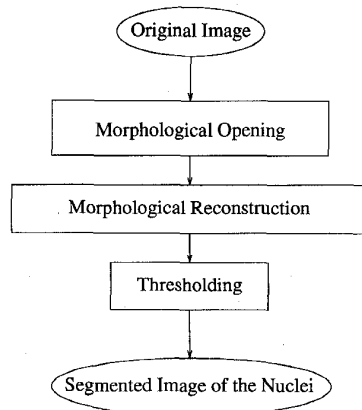 Original Image
Morphological Opening
Morphological Reconstruction
Thresholding
Segmented Image of the Nuclei